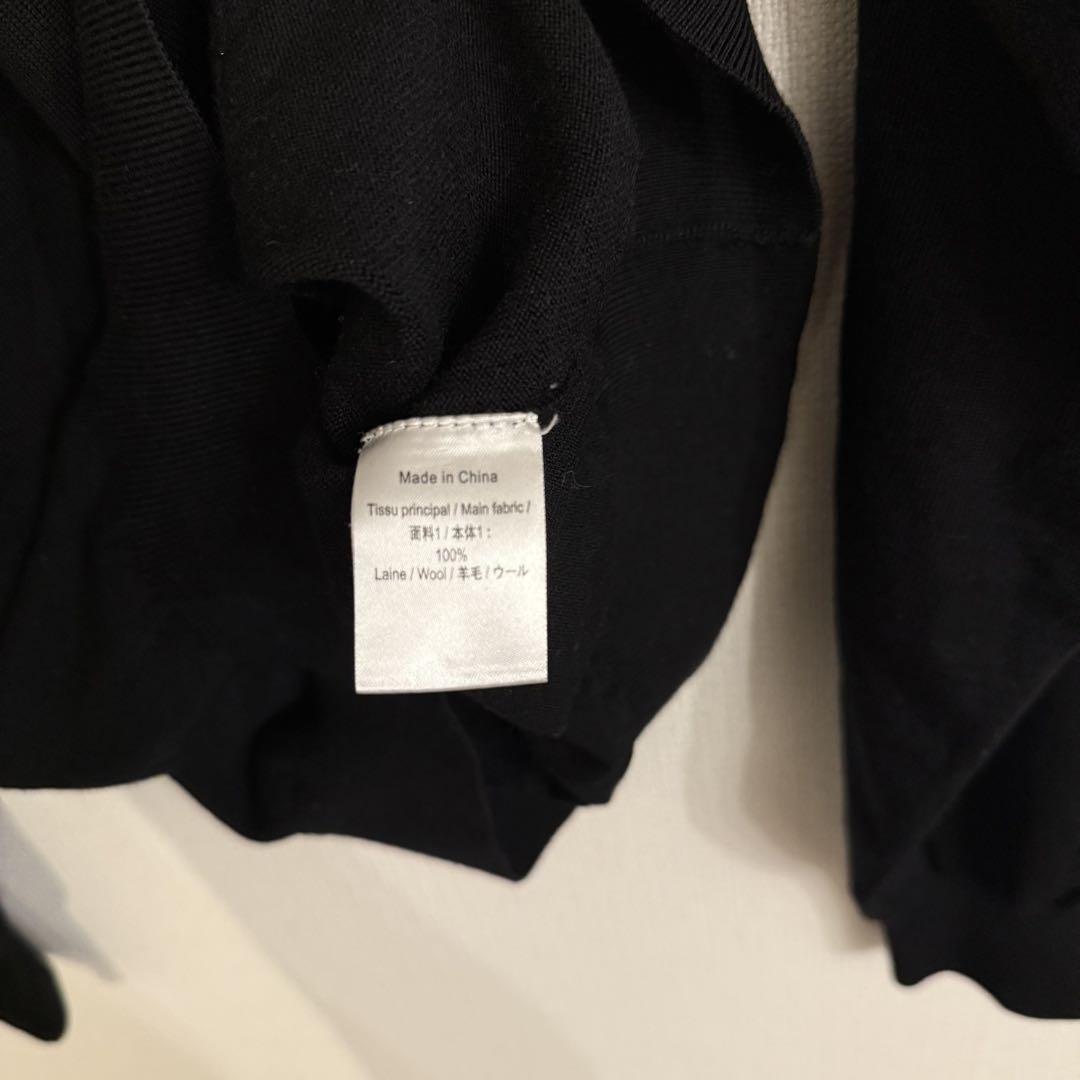 Made in China
Tissu principal / Main fabric /
面料1 / 本体1 :
100%
Laine / Wool / 羊毛 / ウール